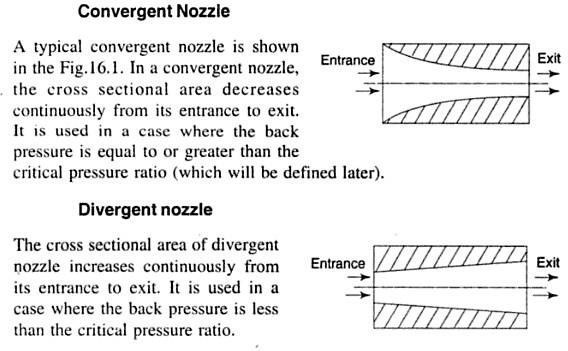 Convergent Nozzle
A typical convergent nozzle is shown
in the Fig.16.1. In a convergent nozzle,
the cross sectional area decreases
continuously from its entrance to exit.
It is used in a case where the back
pressure is equal to or greater than the
critical pressure ratio (which will be defined later).
Entrance
Exit
Divergent nozzle
The cross sectional area of divergent
nozzle increases continuously from
its entrance to exit. It is used in a
case where the back pressure is less
than the critical pressure ratio.
Entrance
Exit